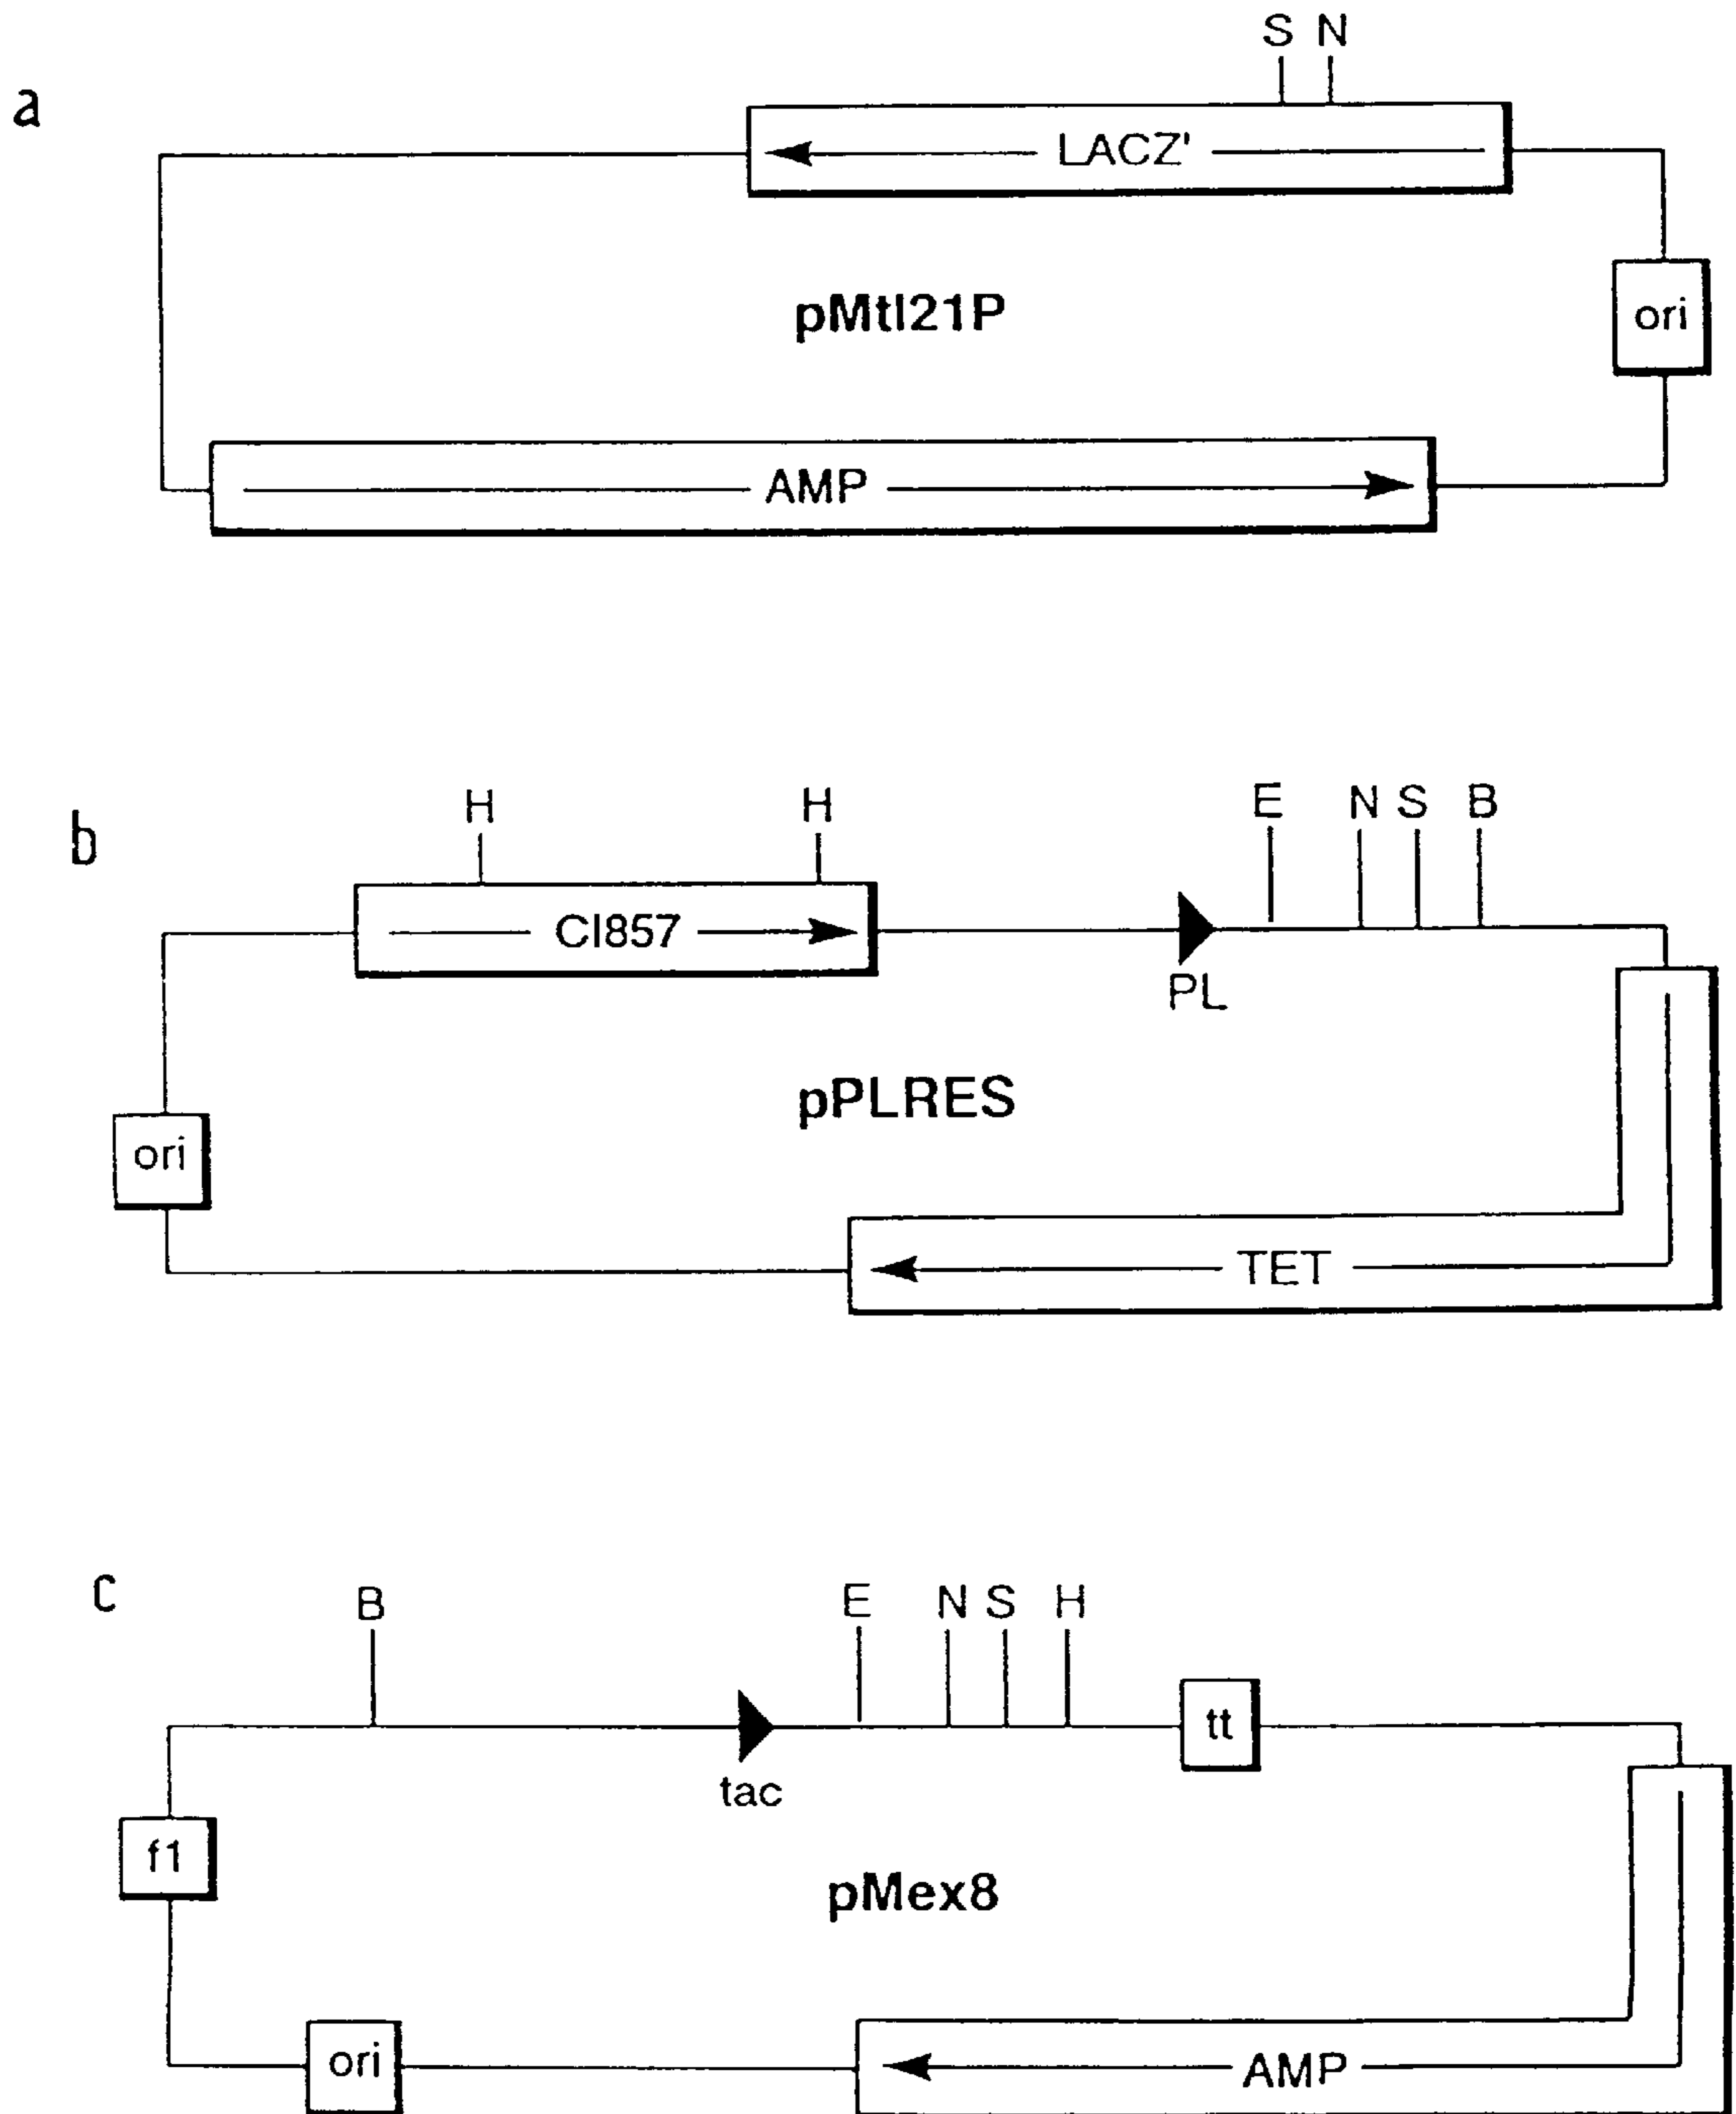 a
S N
LACZ'
pMtl21P
ori
AMP
b
H H E N S B
CI857
PL
pPLRES
ori
TET
c
B E N S H
tt
tac
f1
pMex8
ori
AMP